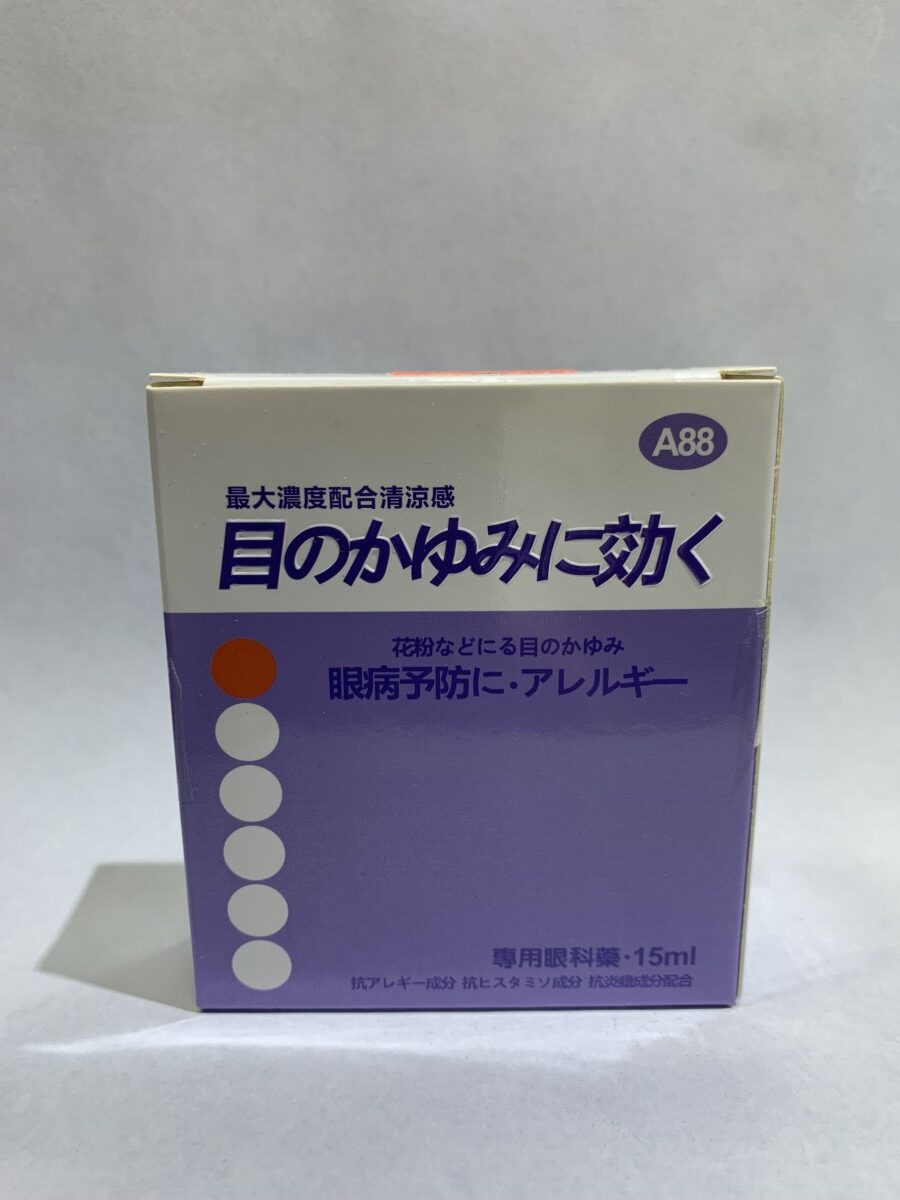 A88
最大濃度配合清涼感
目のかゆみに効く
花粉などにる目のかゆみ
眼病予防に・アレルギー
専用眼科藥・15ml
抗アレギー成分 抗ヒスタミソ成分 抗炎癥成分配合